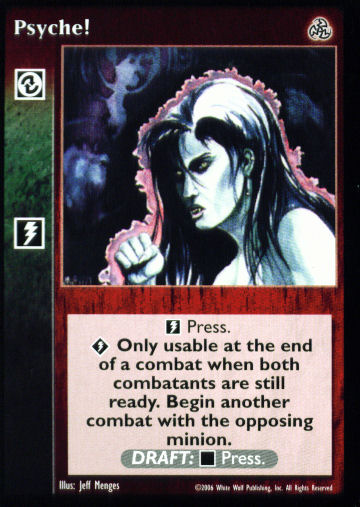 Psyche!
Press.
Only usable at the end
of a combat when both
combatants are still
ready. Begin another
combat with the opposing
minion.
DRAFT: Press.
Illus: Jeff Menges ©2006 White Wolf Publishing, Inc. All Rights Reserved